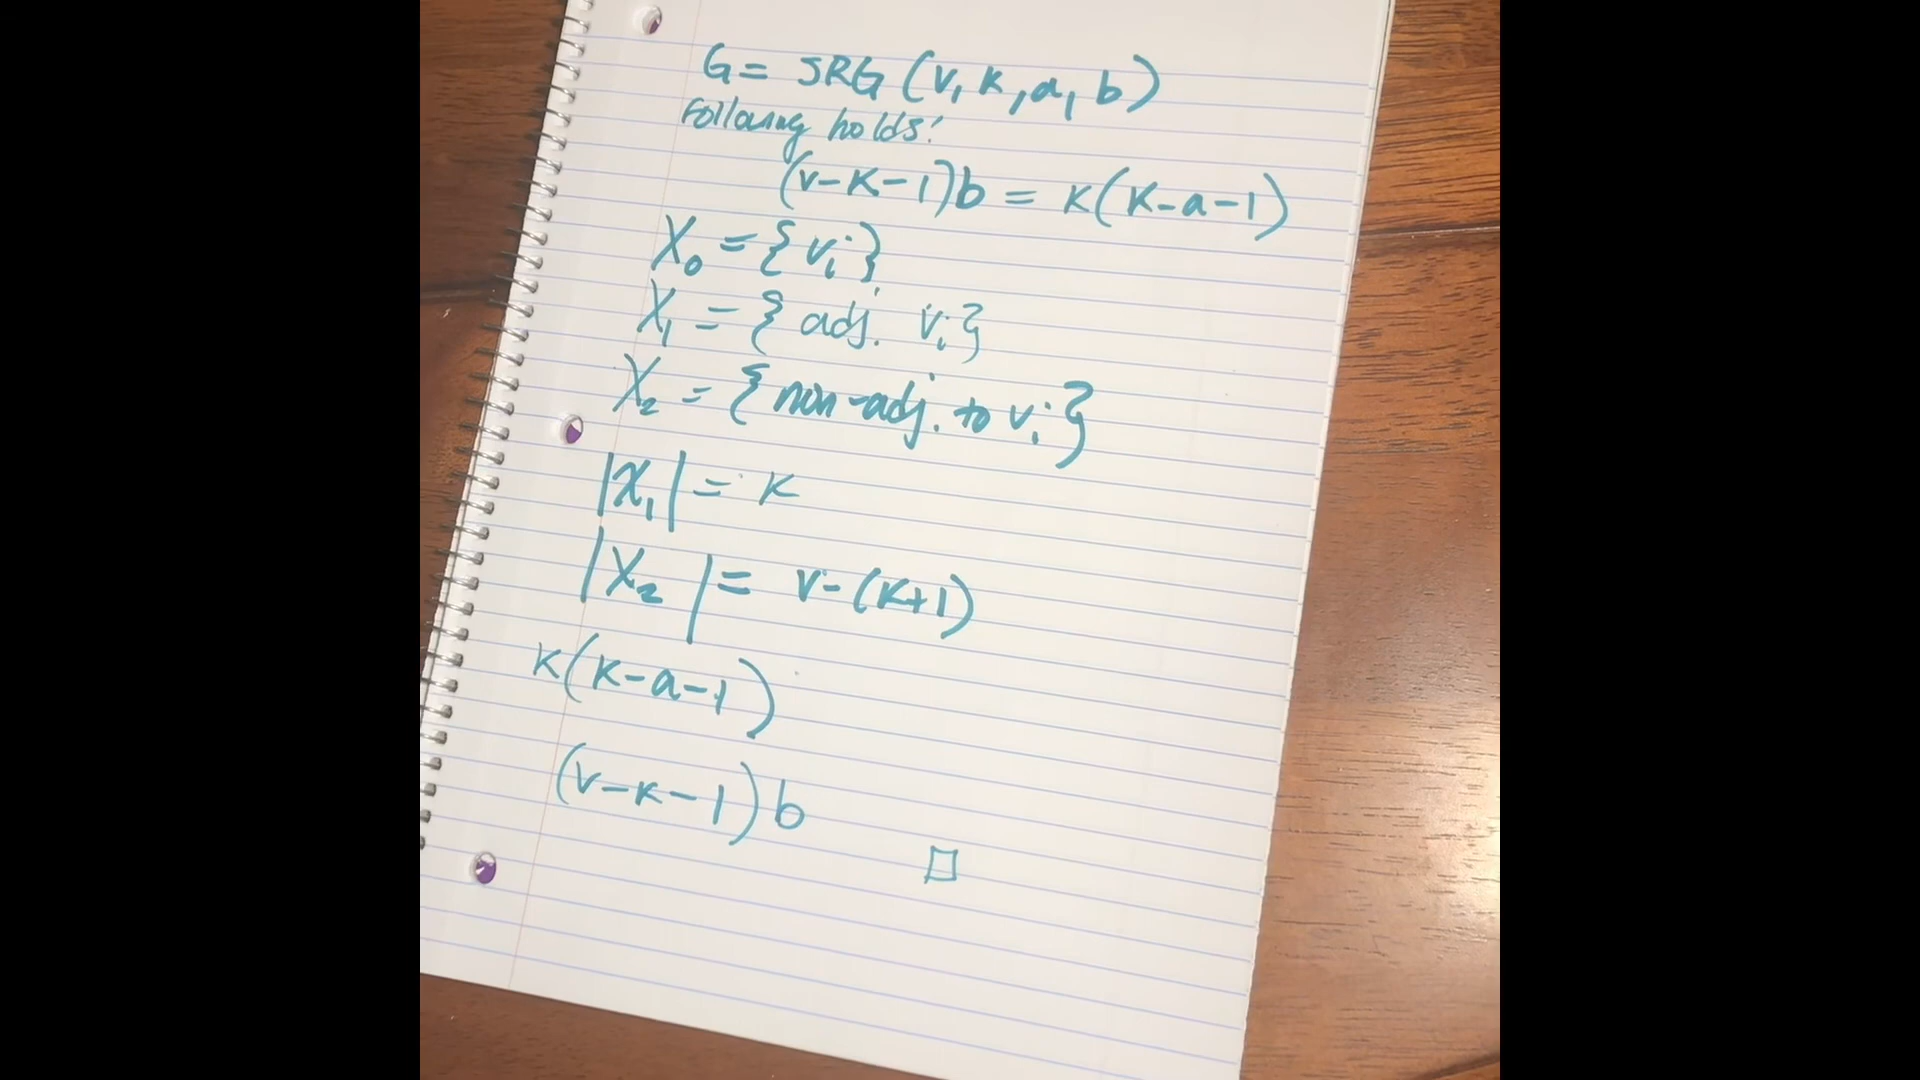 G = SRG (v, k, a, b)
Following holds:
(v-k-1)b = k(k-a-1)
X₀ = {vᵢ}
X₁ = {adj. vᵢ}
X₂ = {non-adj. to vᵢ}
|X₁| = k
|X₂| = v-(k+1)
k(k-a-1)
(v-k-1)b
□